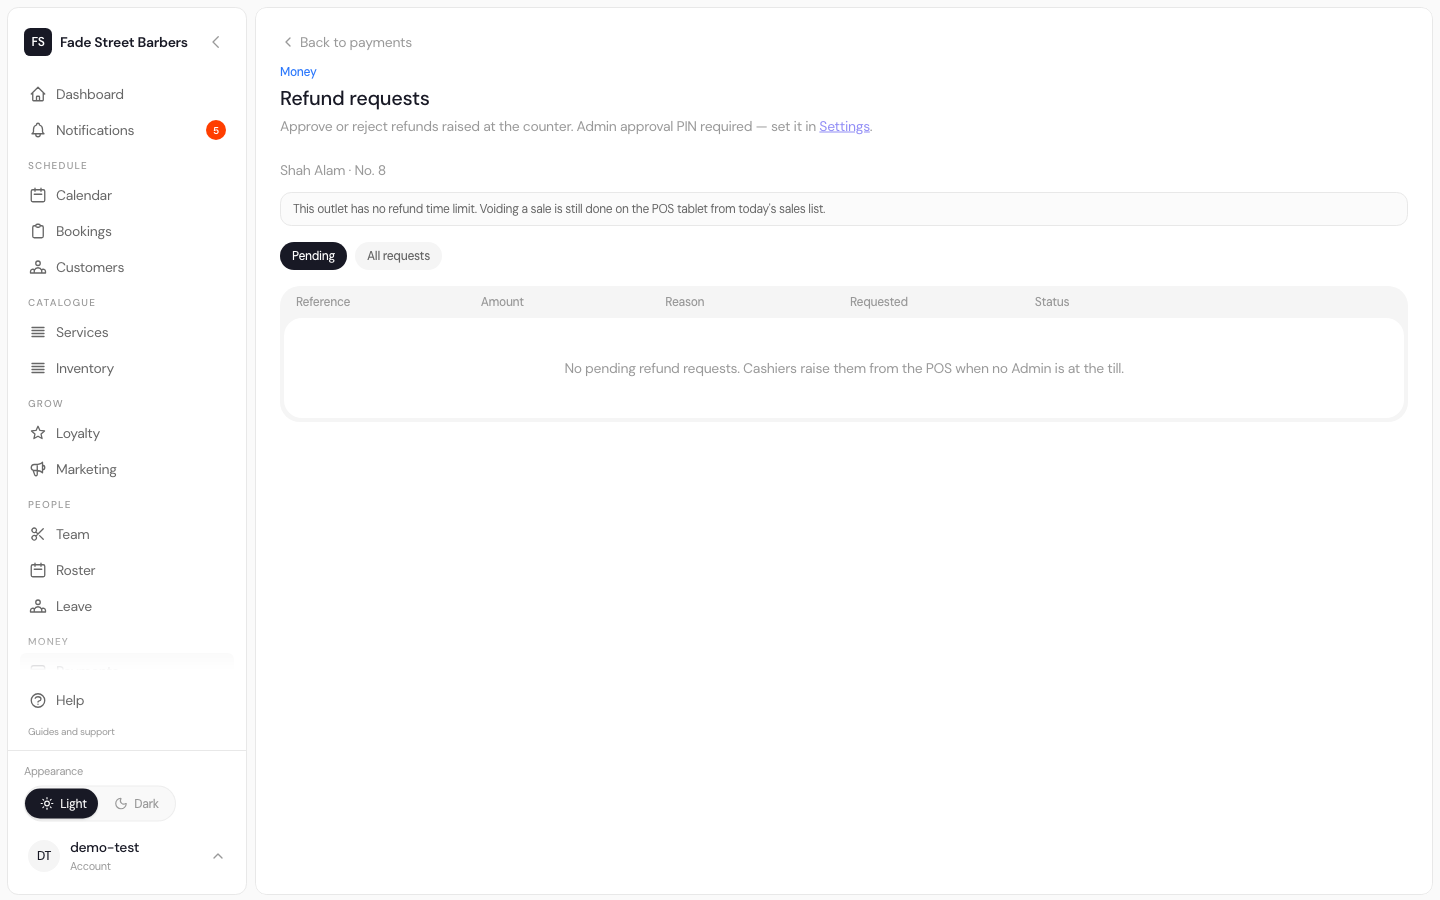 FS Fade Street Barbers
Dashboard
Notifications 5
SCHEDULE
Calendar
Bookings
Customers
CATALOGUE
Services
Inventory
GROW
Loyalty
Marketing
PEOPLE
Team
Roster
Leave
MONEY
Help
Guides and support
Appearance
Light Dark
DT demo-test
Account
Back to payments
Money
Refund requests
Approve or reject refunds raised at the counter. Admin approval PIN required — set it in Settings.
Shah Alam · No. 8
This outlet has no refund time limit. Voiding a sale is still done on the POS tablet from today's sales list.
Pending All requests
Reference Amount Reason Requested Status
No pending refund requests. Cashiers raise them from the POS when no Admin is at the till.